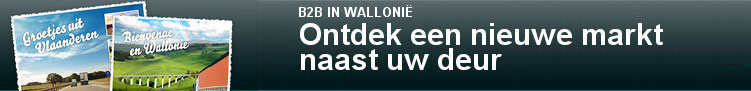 Groetjes uit
Vlaanderen
Bienvenue
en Wallonie
B2B IN WALLONIË
Ontdek een nieuwe markt
naast uw deur